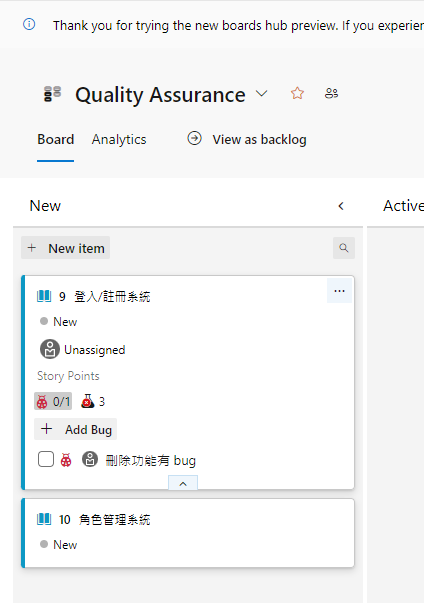 Thank you for trying the new boards hub preview. If you experien
Quality Assurance
Board Analytics View as backlog
New Active
+ New item
9 登入/註冊系統
New
Unassigned
Story Points
0/1 3
+ Add Bug
刪除功能有 bug
10 角色管理系統
New